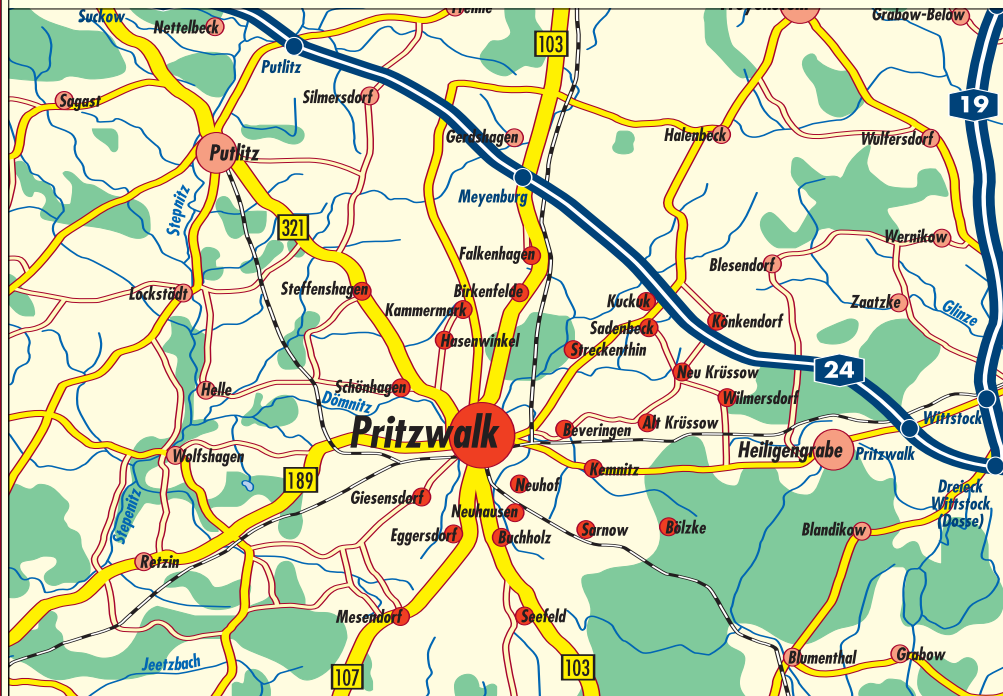 Suckow
Nettelbeck
Grabow-Below
Putlitz
103
Sagast
Silmersdorf
19
Gerdshagen
Halenbeck
Wulfersdorf
Putlitz
Meyenburg
Stepnitz
321
Wernikow
Falkenhagen
Blesendorf
Lockstädt
Steffenshagen
Birkenfelde
Kammermark
Kuckuk
Zaatzke
Glinze
Sadenbeck
Könkendorf
Hasenwinkel
Streckenthin
24
Neu Krüssow
Helle
Schönhagen
Dömnitz
Wilmersdorf
Wittstock
Alt Krüssow
Beveringen
Pritzwalk
Heiligengrabe
Pritzwalk
Wolfshagen
Kemnitz
189
Neuhof
Giesensdorf
Dreieck
Wittstock
(Dosse)
Stepenitz
Neuhausen
Eggersdorf
Buchholz
Sarnow
Bölzke
Blandikow
Retzin
Mesendorf
Seefeld
Jeetzbach
Blumenthal
Grabow
107
103